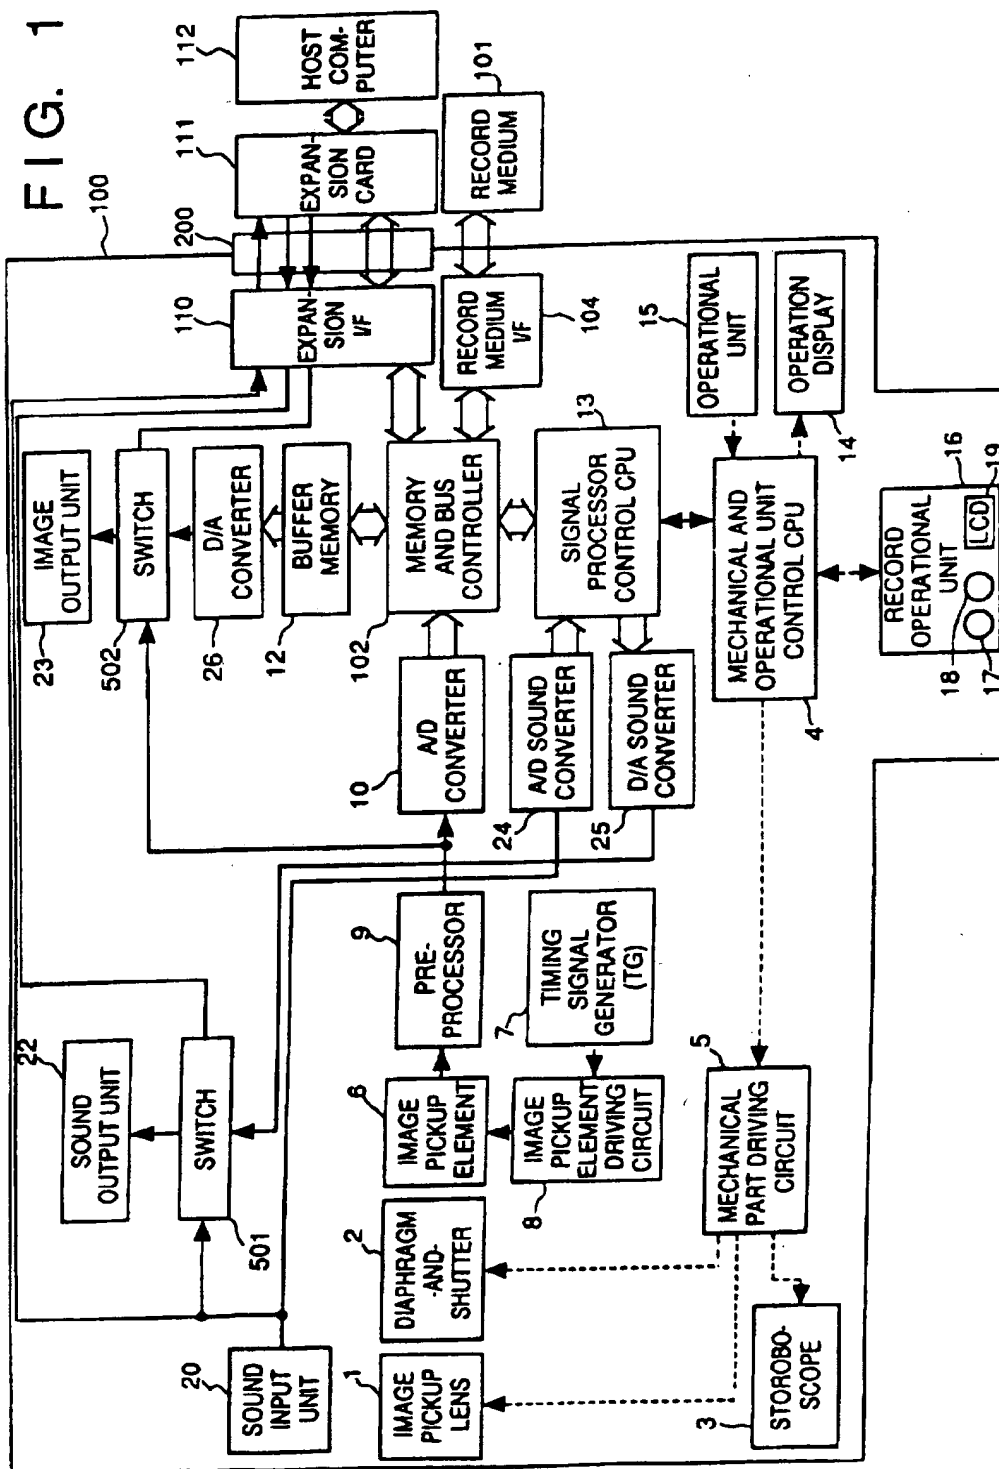 FIG. 1
100
200
110
111
112
HOST
COM-
PUTER
EXPAN-
SION
CARD
EXPAN-
SION
I/F
101
RECORD
MEDIUM
RECORD
MEDIUM
I/F
104
23
IMAGE
OUTPUT UNIT
502
SWITCH
26
D/A
CONVERTER
12
BUFFER
MEMORY
102
MEMORY
AND BUS
CONTROLLER
13
SIGNAL
PROCESSOR
CONTROL CPU
15
OPERATIONAL
UNIT
14
OPERATION
DISPLAY
4
MECHANICAL AND
OPERATIONAL UNIT
CONTROL CPU
16
RECORD
OPERATIONAL
UNIT
LCD
19
18
17
10
A/D
CONVERTER
24
A/D SOUND
CONVERTER
25
D/A SOUND
CONVERTER
22
SOUND
OUTPUT UNIT
SWITCH
501
9
PRE-
PROCESSOR
7
TIMING
SIGNAL
GENERATOR
(TG)
6
IMAGE
PICKUP
ELEMENT
8
IMAGE PICKUP
ELEMENT
DRIVING
CIRCUIT
5
MECHANICAL
PART DRIVING
CIRCUIT
2
DIAPHRAGM
-AND-
SHUTTER
20
SOUND
INPUT
UNIT
1
IMAGE
PICKUP
LENS
3
STOROBO-
SCOPE